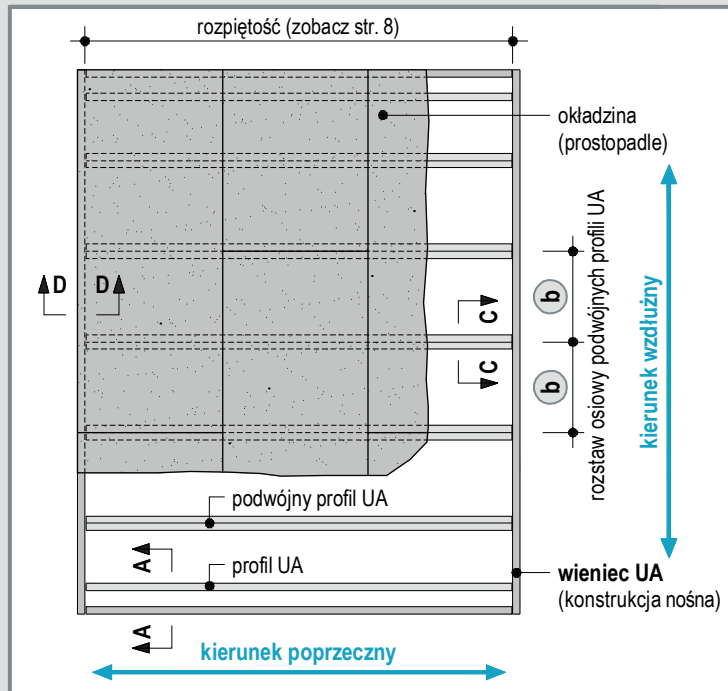 rozpiętość (zobacz str. 8)
okładzina
(prostopadle)
D
D
C
C
b
b
rozstaw osiowy podwójnych profili UA
kierunek wzdłużny
podwójny profil UA
A
profil UA
wieniec UA
(konstrukcja nośna)
A
kierunek poprzeczny